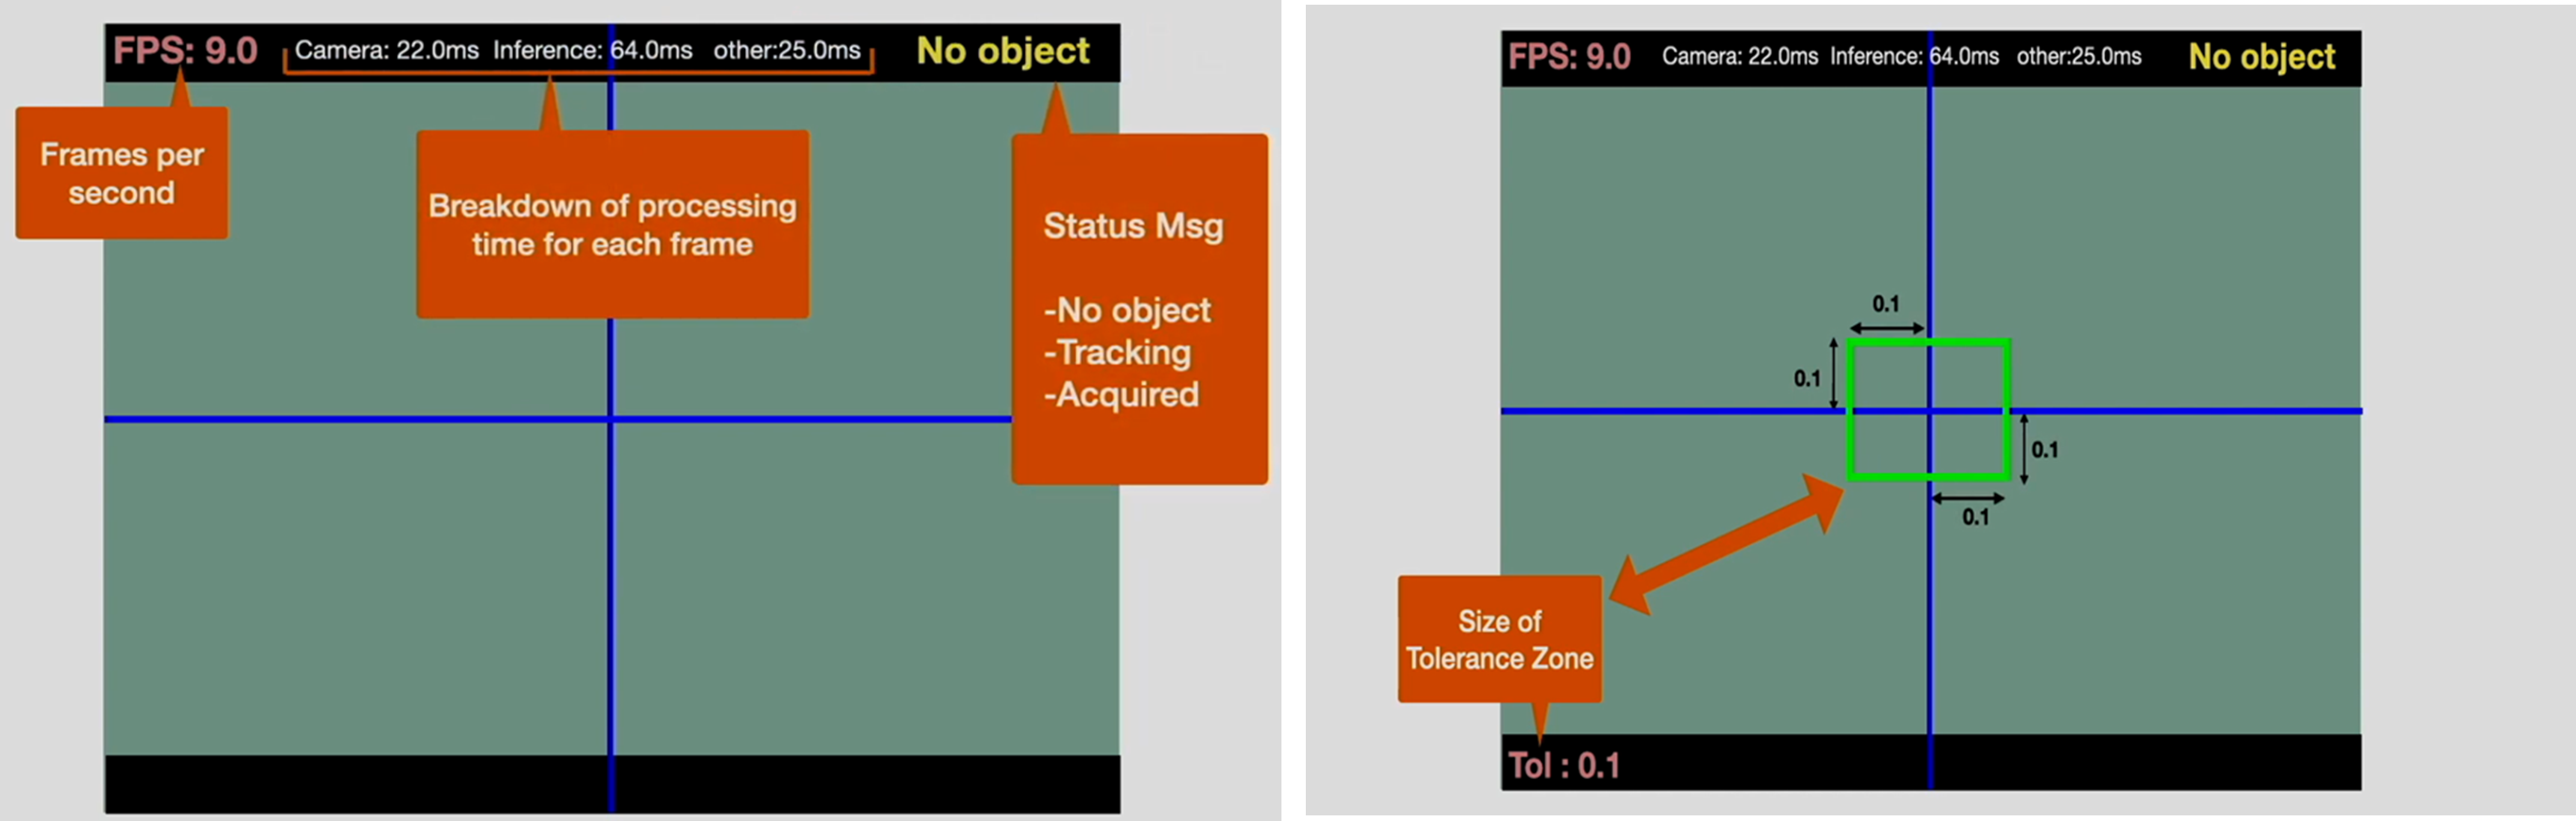 FPS: 9.0 Camera: 22.0ms Inference: 64.0ms other:25.0ms No object
Frames per
second
Breakdown of processing
time for each frame
Status Msg
-No object
-Tracking
-Acquired
FPS: 9.0 Camera: 22.0ms Inference: 64.0ms other:25.0ms No object
0.1
0.1
0.1
0.1
Size of
Tolerance Zone
Tol : 0.1